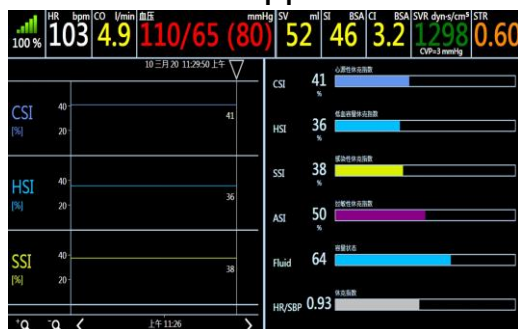 HR bpm CO l/min 血压 mmHg SV ml SI BSA CI BSA SVR dyn-s/cm⁵ STR
100 % 103 4.9 110/65 (80) 52 46 3.2 1298 0.60
CVP=3 mmHg
10 三月 20 11:29:50 上午
CSI
[%]
40
20
41
HSI
[%]
40
20
36
SSI
[%]
40
20
38
上午 11:26
心源性休克指数
CSI 41
%
低血容量休克指数
HSI 36
%
感染性休克指数
SSI 38
%
过敏性休克指数
ASI 50
%
容量状态
Fluid 64
休克指数
HR/SBP 0.93